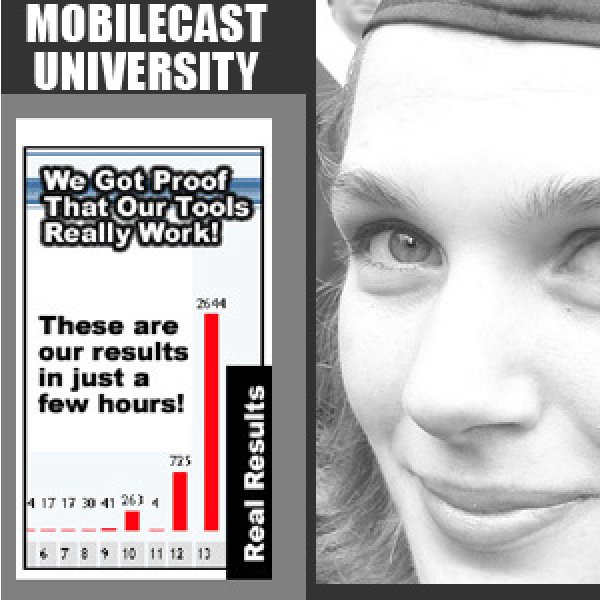 MOBILECAST
UNIVERSITY
We Got Proof
That Our Tools
Really Work!
2644
These are
our results
in just a
few hours!
Real Results
725
4 17 17 30 41 263 4
6 7 8 9 10 11 12 13